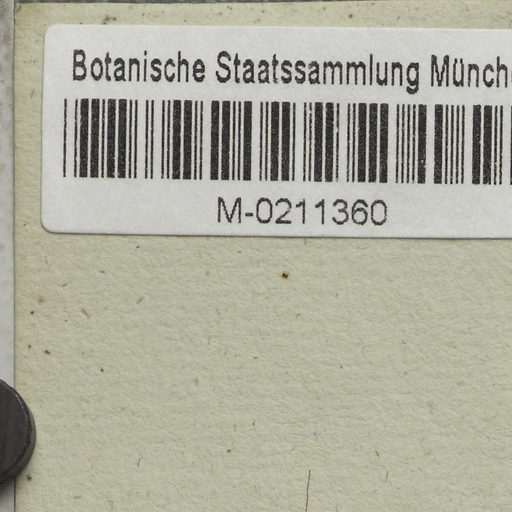 Botanische Staatssammlung Münch
M-0211360